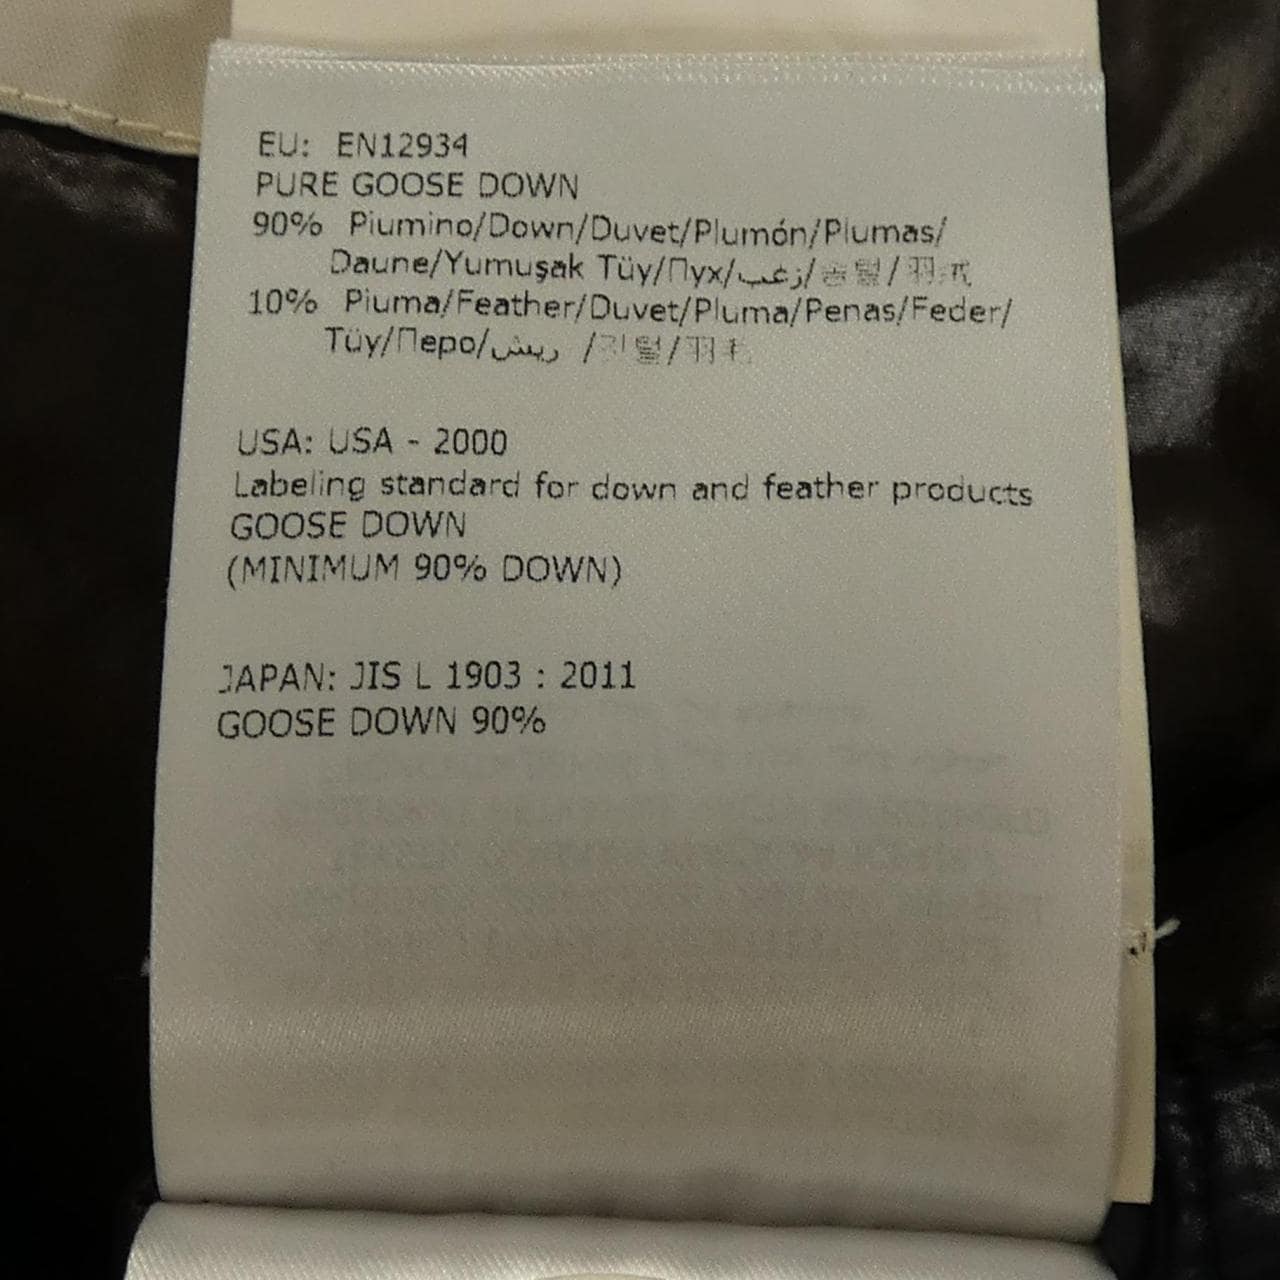 EU: EN12934
PURE GOOSE DOWN
90% Piumino/Down/Duvet/Plumón/Plumas/
Daune/Yumuşak Tüy/Пух/زغب/솜털/羽绒
10% Piuma/Feather/Duvet/Pluma/Penas/Feder/
Tüy/Перо/ريش /깃털/羽毛
USA: USA - 2000
Labeling standard for down and feather products
GOOSE DOWN
(MINIMUM 90% DOWN)
JAPAN: JIS L 1903 : 2011
GOOSE DOWN 90%